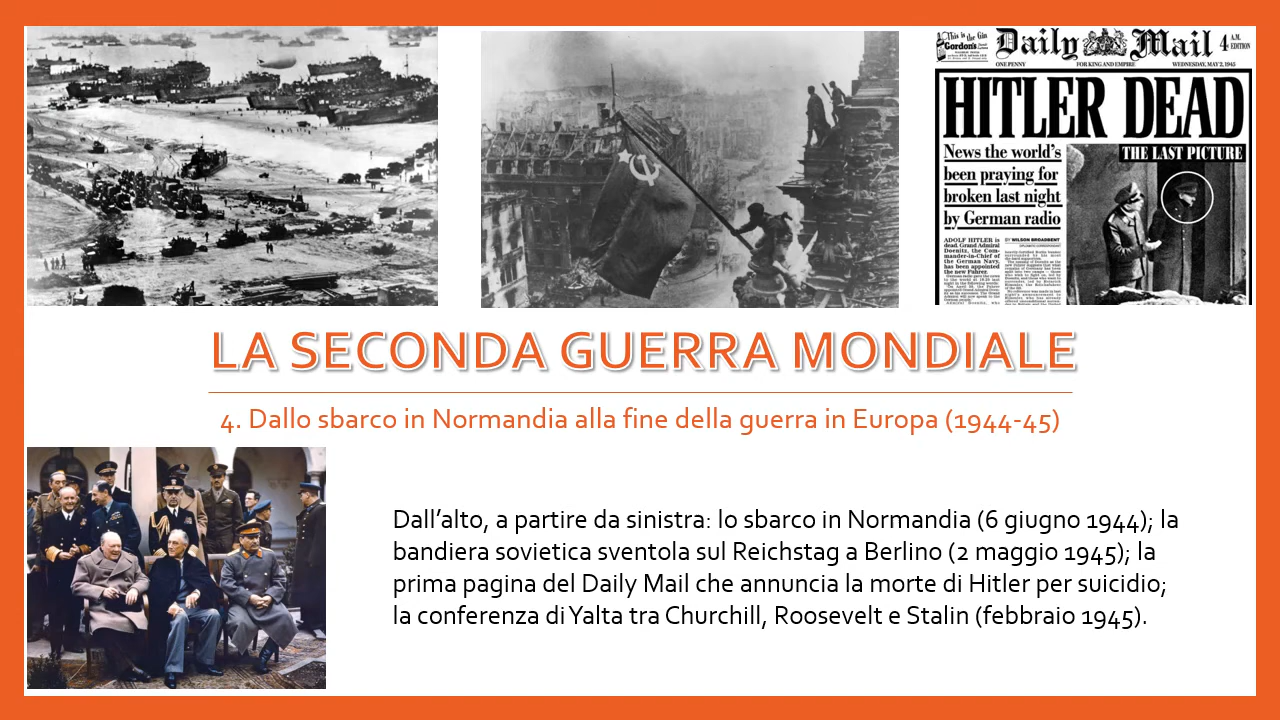 This is the Gin
Gordon's
Daily Mail
4 A.M. EDITION
ONE PENNY
FOR KING AND EMPIRE
WEDNESDAY, MAY 2, 1945
HITLER DEAD
News the world's
been praying for
broken last night
by German radio
THE LAST PICTURE
ADOLF HITLER is
dead. Grand Admiral
Doenitz, the Com-
mander-in-Chief of
the German Navy,
has been appointed
the new Fuhrer.
BY WILSON BROADBENT
LA SECONDA GUERRA MONDIALE
4. Dallo sbarco in Normandia alla fine della guerra in Europa (1944-45)
Dall’alto, a partire da sinistra: lo sbarco in Normandia (6 giugno 1944); la
bandiera sovietica sventola sul Reichstag a Berlino (2 maggio 1945); la
prima pagina del Daily Mail che annuncia la morte di Hitler per suicidio;
la conferenza di Yalta tra Churchill, Roosevelt e Stalin (febbraio 1945).